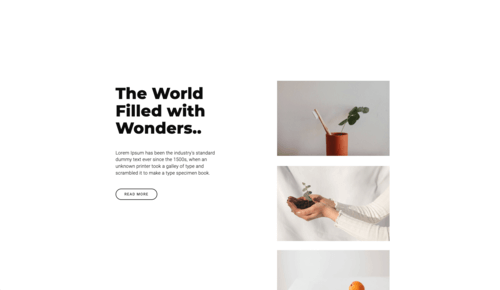 The World
Filled with
Wonders..
Lorem Ipsum has been the industry's standard
dummy text ever since the 1500s, when an
unknown printer took a galley of type and
scrambled it to make a type specimen book.
READ MORE